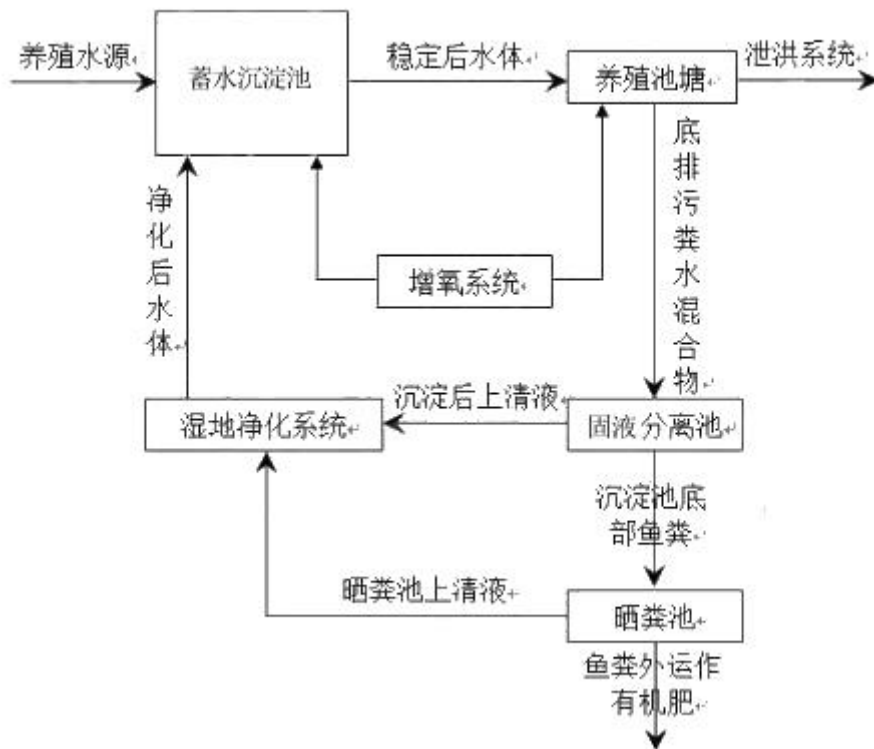 养殖水源
蓄水沉淀池
稳定后水体
养殖池塘
泄洪系统
底排污粪水混合物
净化后水体
增氧系统
沉淀后上清液
湿地净化系统
固液分离池
沉淀池底
部鱼粪
晒粪池上清液
晒粪池
鱼粪外运作
有机肥